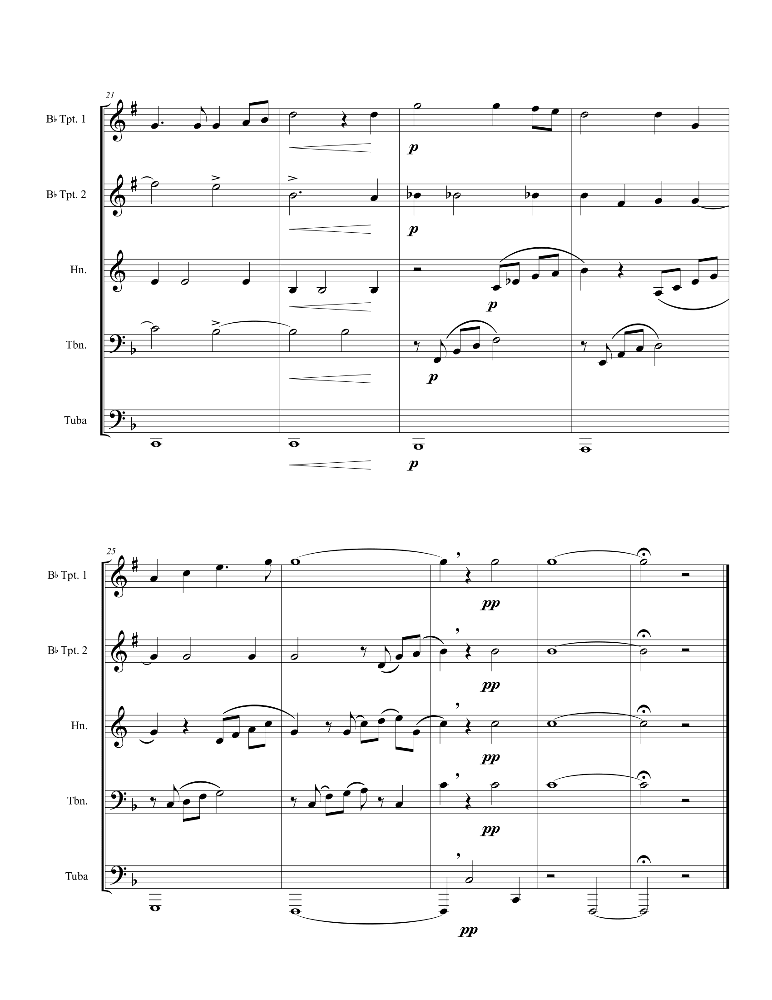 21
B♭ Tpt. 1
p
B♭ Tpt. 2
p
Hn.
p
Tbn.
p
Tuba
p
25
B♭ Tpt. 1
pp
B♭ Tpt. 2
pp
Hn.
pp
Tbn.
pp
Tuba
pp